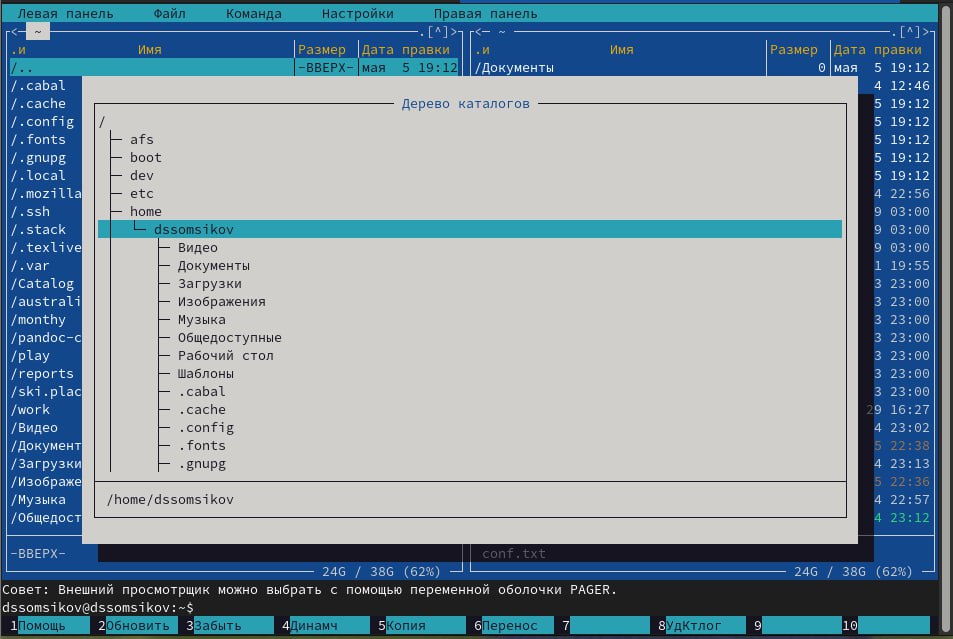 Левая панель Файл Команда Настройки Правая панель
<─ ~ .[^]> <─ ~ .[^]>
.и Имя Размер Дата правки .и Имя Размер Дата правки
/.. -ВВЕРХ- мая 5 19:12 /Документы 0 мая 5 19:12
/.cabal 4 12:46
Дерево каталогов
/.cache 5 19:12
/
/.config 5 19:12
/.fonts afs 5 19:12
/.gnupg boot 5 19:12
/.local dev 5 19:12
/.mozilla etc 4 22:56
/.ssh home 9 03:00
/.stack dssomsikov 9 03:00
/.texlive Видео 9 03:00
/.var Документы 1 19:55
/Catalog Загрузки 3 23:00
/australi Изображения 3 23:00
/monthy Музыка 3 23:00
/pandoc-c Общедоступные 3 23:00
/play Рабочий стол 3 23:00
/reports Шаблоны 3 23:00
/ski.plac .cabal 3 23:00
/work .cache 29 16:27
/Видео .config 4 23:02
/Документ .fonts 5 22:38
/Загрузки .gnupg 4 23:13
/Изображе 5 22:36
/Музыка /home/dssomsikov 4 22:57
/Общедост 4 23:12
-ВВЕРХ- conf.txt
24G / 38G (62%) 24G / 38G (62%)
Совет: Внешний просмотрщик можно выбрать с помощью переменной оболочки PAGER.
dssomsikov@dssomsikov:~$
1Помощь 2Обновить 3Забыть 4Динамч 5Копия 6Перенос 7 8УдКтлог 9 10